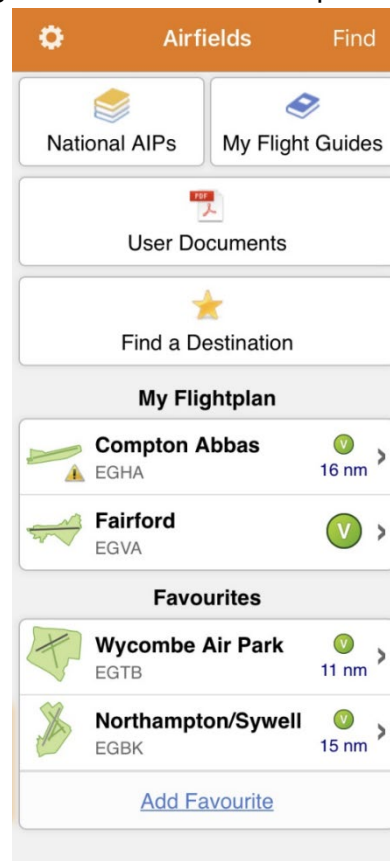 Airfields
Find
National AIPs
My Flight Guides
PDF
User Documents
Find a Destination
My Flightplan
Compton Abbas
V
EGHA
16 nm
Fairford
V
EGVA
Favourites
Wycombe Air Park
V
EGTB
11 nm
Northampton/Sywell
V
EGBK
15 nm
Add Favourite